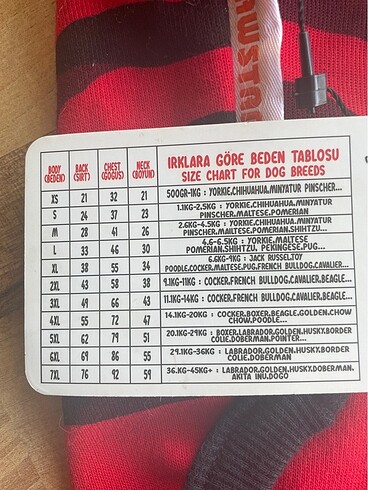 PAWSTAR
BODY (BEDEN) BACK (SIRT) CHEST (GÖĞÜS) NECK (BOYUN) IRKLARA GÖRE BEDEN TABLOSU
SIZE CHART FOR DOG BREEDS
XS 21 32 21 500GR-1KG : YORKIE.CHIHUAHUA.MINYATUR PINSCHER...
S 24 37 23 1.1KG-2.5KG : YORKIE.CHIHUAHUA.MINYATUR
PINSCHER.MALTESE.POMERIAN
M 28 41 26 2.6KG-4.5KG : YORKIE.CHIHUAHUA.MINYATUR
PINSCHER.MALTESE.POMERIAN.SHIHTZU...
L 33 46 30 4.6-6.5KG : YORKIE.MALTESE
POMERIAN.SHIHTZU. PEKINGESE.PUG...
XL 38 55 34 6.6KG-9KG : JACK RUSSEL.TOY
POODLE.COCKER.MALTESE.PUG.FRENCH BULLDOG.CAVALIER...
2XL 43 58 38 9.1KG-11KG : COCKER.FRENCH BULLDOG.CAVALIER.BEAGLE...
3XL 49 66 43 11.1KG-14KG : COCKER.FRENCH BULLDOG.CAVALIER.BEAGLE...
4XL 55 72 47 14.1KG-20KG : COCKER.BOXER.BEAGLE.GOLDEN.CHOW
CHOW.POODLE...
5XL 62 79 51 20.1KG-29KG : BOXER.LABRADOR.GOLDEN.HUSKY.BORDER
COLIE.DOBERMAN.POINTER...
6XL 69 86 55 29.1KG-36KG : LABRADOR.GOLDEN.HUSKY.BORDER
COLIE.DOBERMAN
7XL 76 92 59 36.KG-45KG+ : LABRADOR.GOLDEN.HUSKY.DOBERMAN.
AKITA INU.DOGO